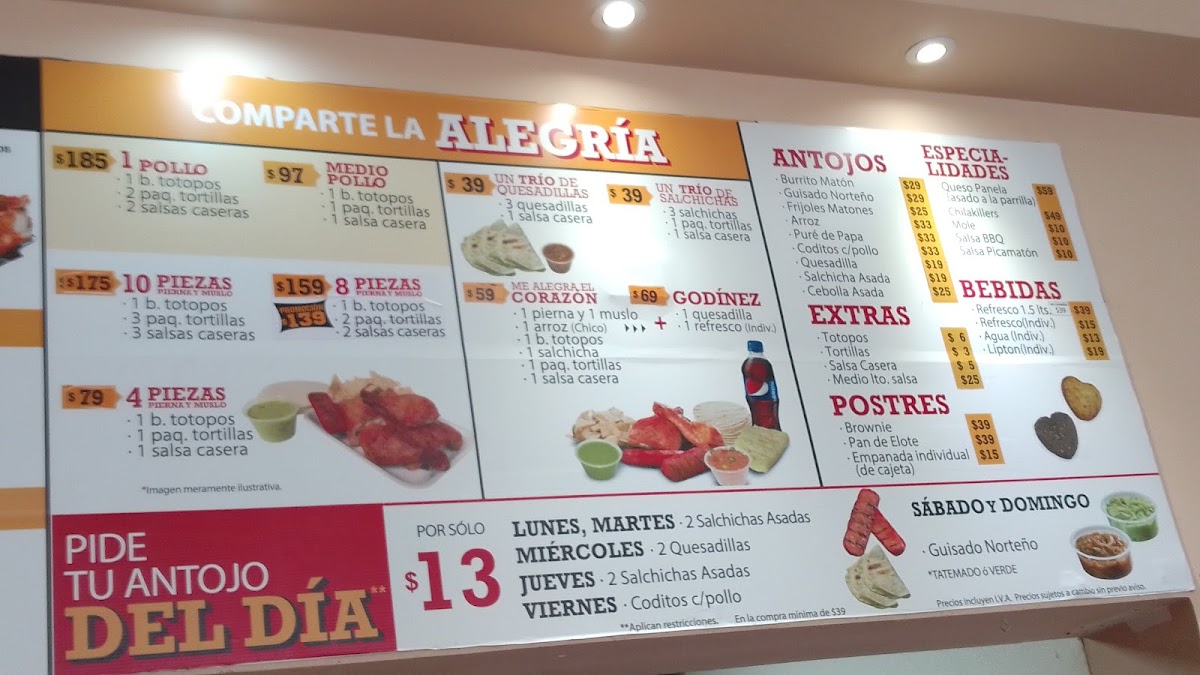 COMPARTE LA ALEGRÍA
$185 1 POLLO
· 1 b. totopos
· 2 paq. tortillas
· 2 salsas caseras
$97 MEDIO
POLLO
· 1 b. totopos
· 1 paq. tortillas
· 1 salsa casera
$175 10 PIEZAS
PIERNA Y MUSLO
· 1 b. totopos
· 3 paq. tortillas
· 3 salsas caseras
$159 8 PIEZAS
PIERNA Y MUSLO
PROMOCIÓN
$139
· 1 b. totopos
· 2 paq. tortillas
· 2 salsas caseras
$79 4 PIEZAS
PIERNA Y MUSLO
· 1 b. totopos
· 1 paq. tortillas
· 1 salsa casera
*Imagen meramente ilustrativa.
$39 UN TRÍO DE
QUESADILLAS
· 3 quesadillas
· 1 salsa casera
$39 UN TRÍO DE
SALCHICHAS
· 3 salchichas
· 1 paq. tortillas
· 1 salsa casera
$59 ME ALEGRA EL
CORAZÓN
· 1 pierna y 1 muslo
· 1 arroz (Chico)
· 1 b. totopos
· 1 salchicha
· 1 paq. tortillas
· 1 salsa casera
+
$69 GODÍNEZ
· 1 quesadilla
· 1 refresco (Indiv.)
pepsi
ANTOJOS
· Burrito Matón $29
· Guisado Norteño $29
· Frijoles Matones $25
· Arroz $33
· Puré de Papa $33
· Coditos c/pollo $33
· Quesadilla $19
· Salchicha Asada $19
· Cebolla Asada $25
EXTRAS
· Totopos $ 6
· Tortillas $ 3
· Salsa Casera $ 5
· Medio lto. salsa $25
POSTRES
· Brownie $39
· Pan de Elote $39
· Empanada individual $15
(de cajeta)
ESPECIA-
LIDADES
Queso Panela $59
(asado a la parrilla)
Chilakillers $49
Mole $10
Salsa BBQ $10
Salsa Picamatón $10
BEBIDAS
· Refresco 1.5 lts. $39
· Refresco(Indiv.) $15
· Agua (Indiv.) $13
· Lipton(Indiv.) $19
PIDE
TU ANTOJO
DEL DÍA**
POR SÓLO
$13
LUNES, MARTES · 2 Salchichas Asadas
MIÉRCOLES · 2 Quesadillas
JUEVES · 2 Salchichas Asadas
VIERNES · Coditos c/pollo
**Aplican restricciones. En la compra mínima de $39
SÁBADO Y DOMINGO
· Guisado Norteño
*TATEMADO ó VERDE
Precios incluyen I.V.A. Precios sujetos a cambio sin previo aviso.